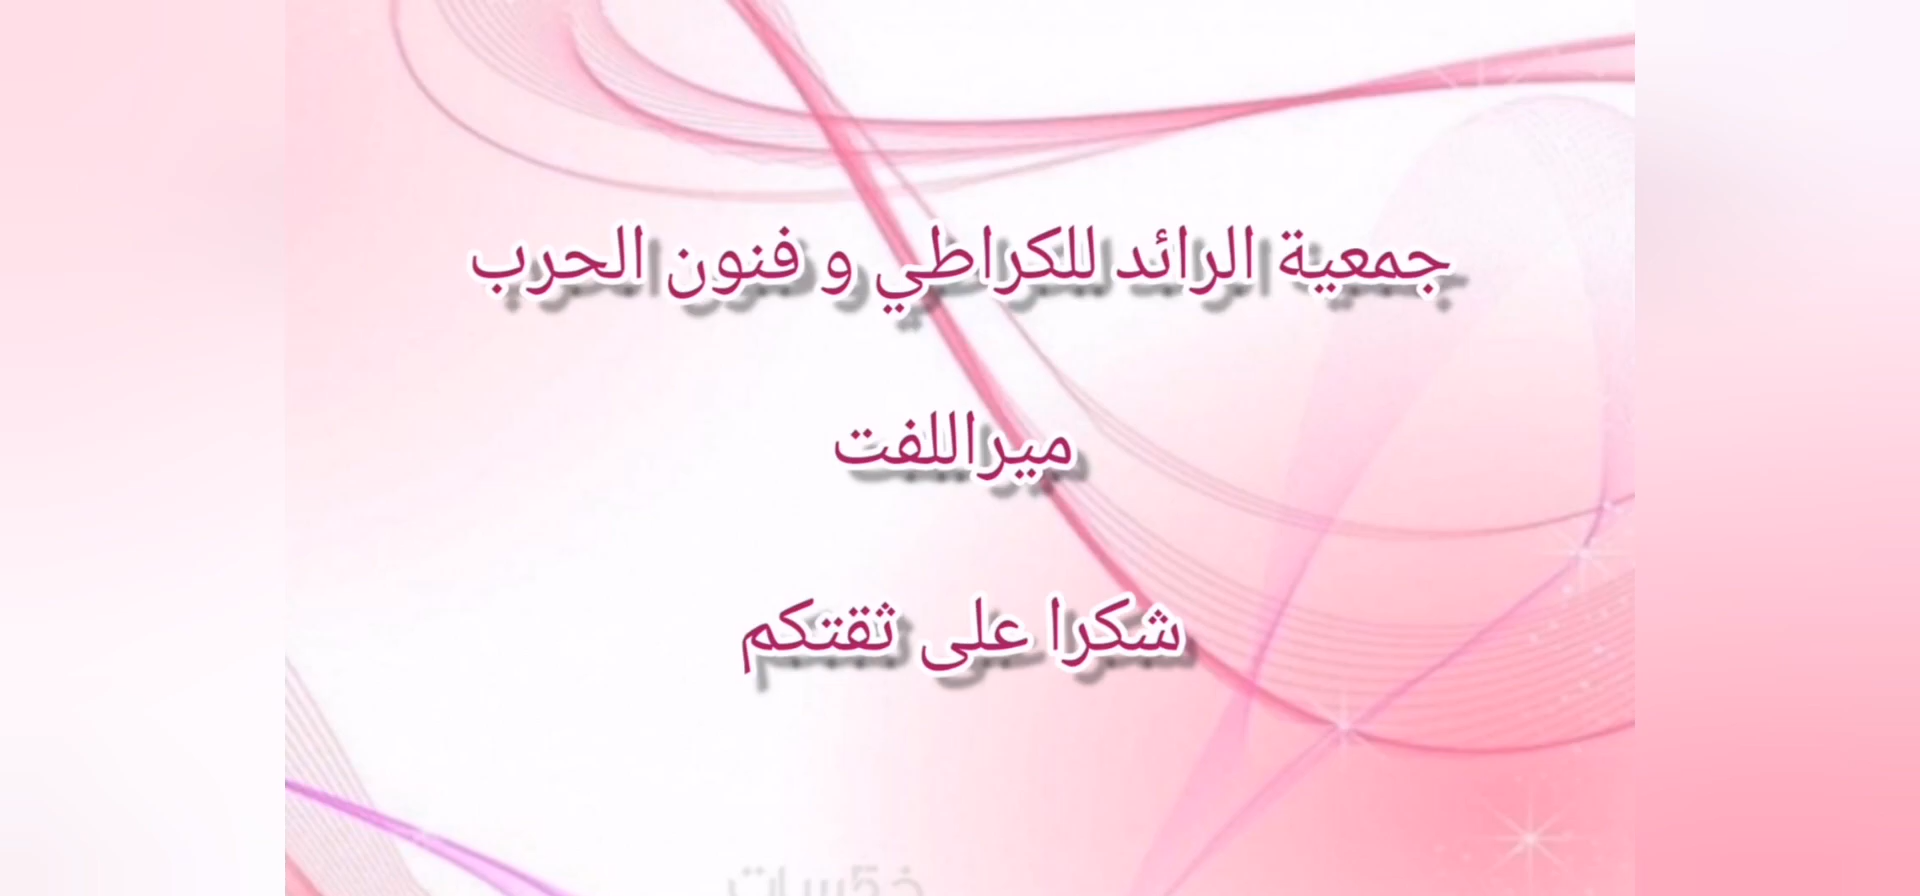 جمعية الرائد للكراطي و فنون الحرب
ميراللفت
شكرا على ثقتكم